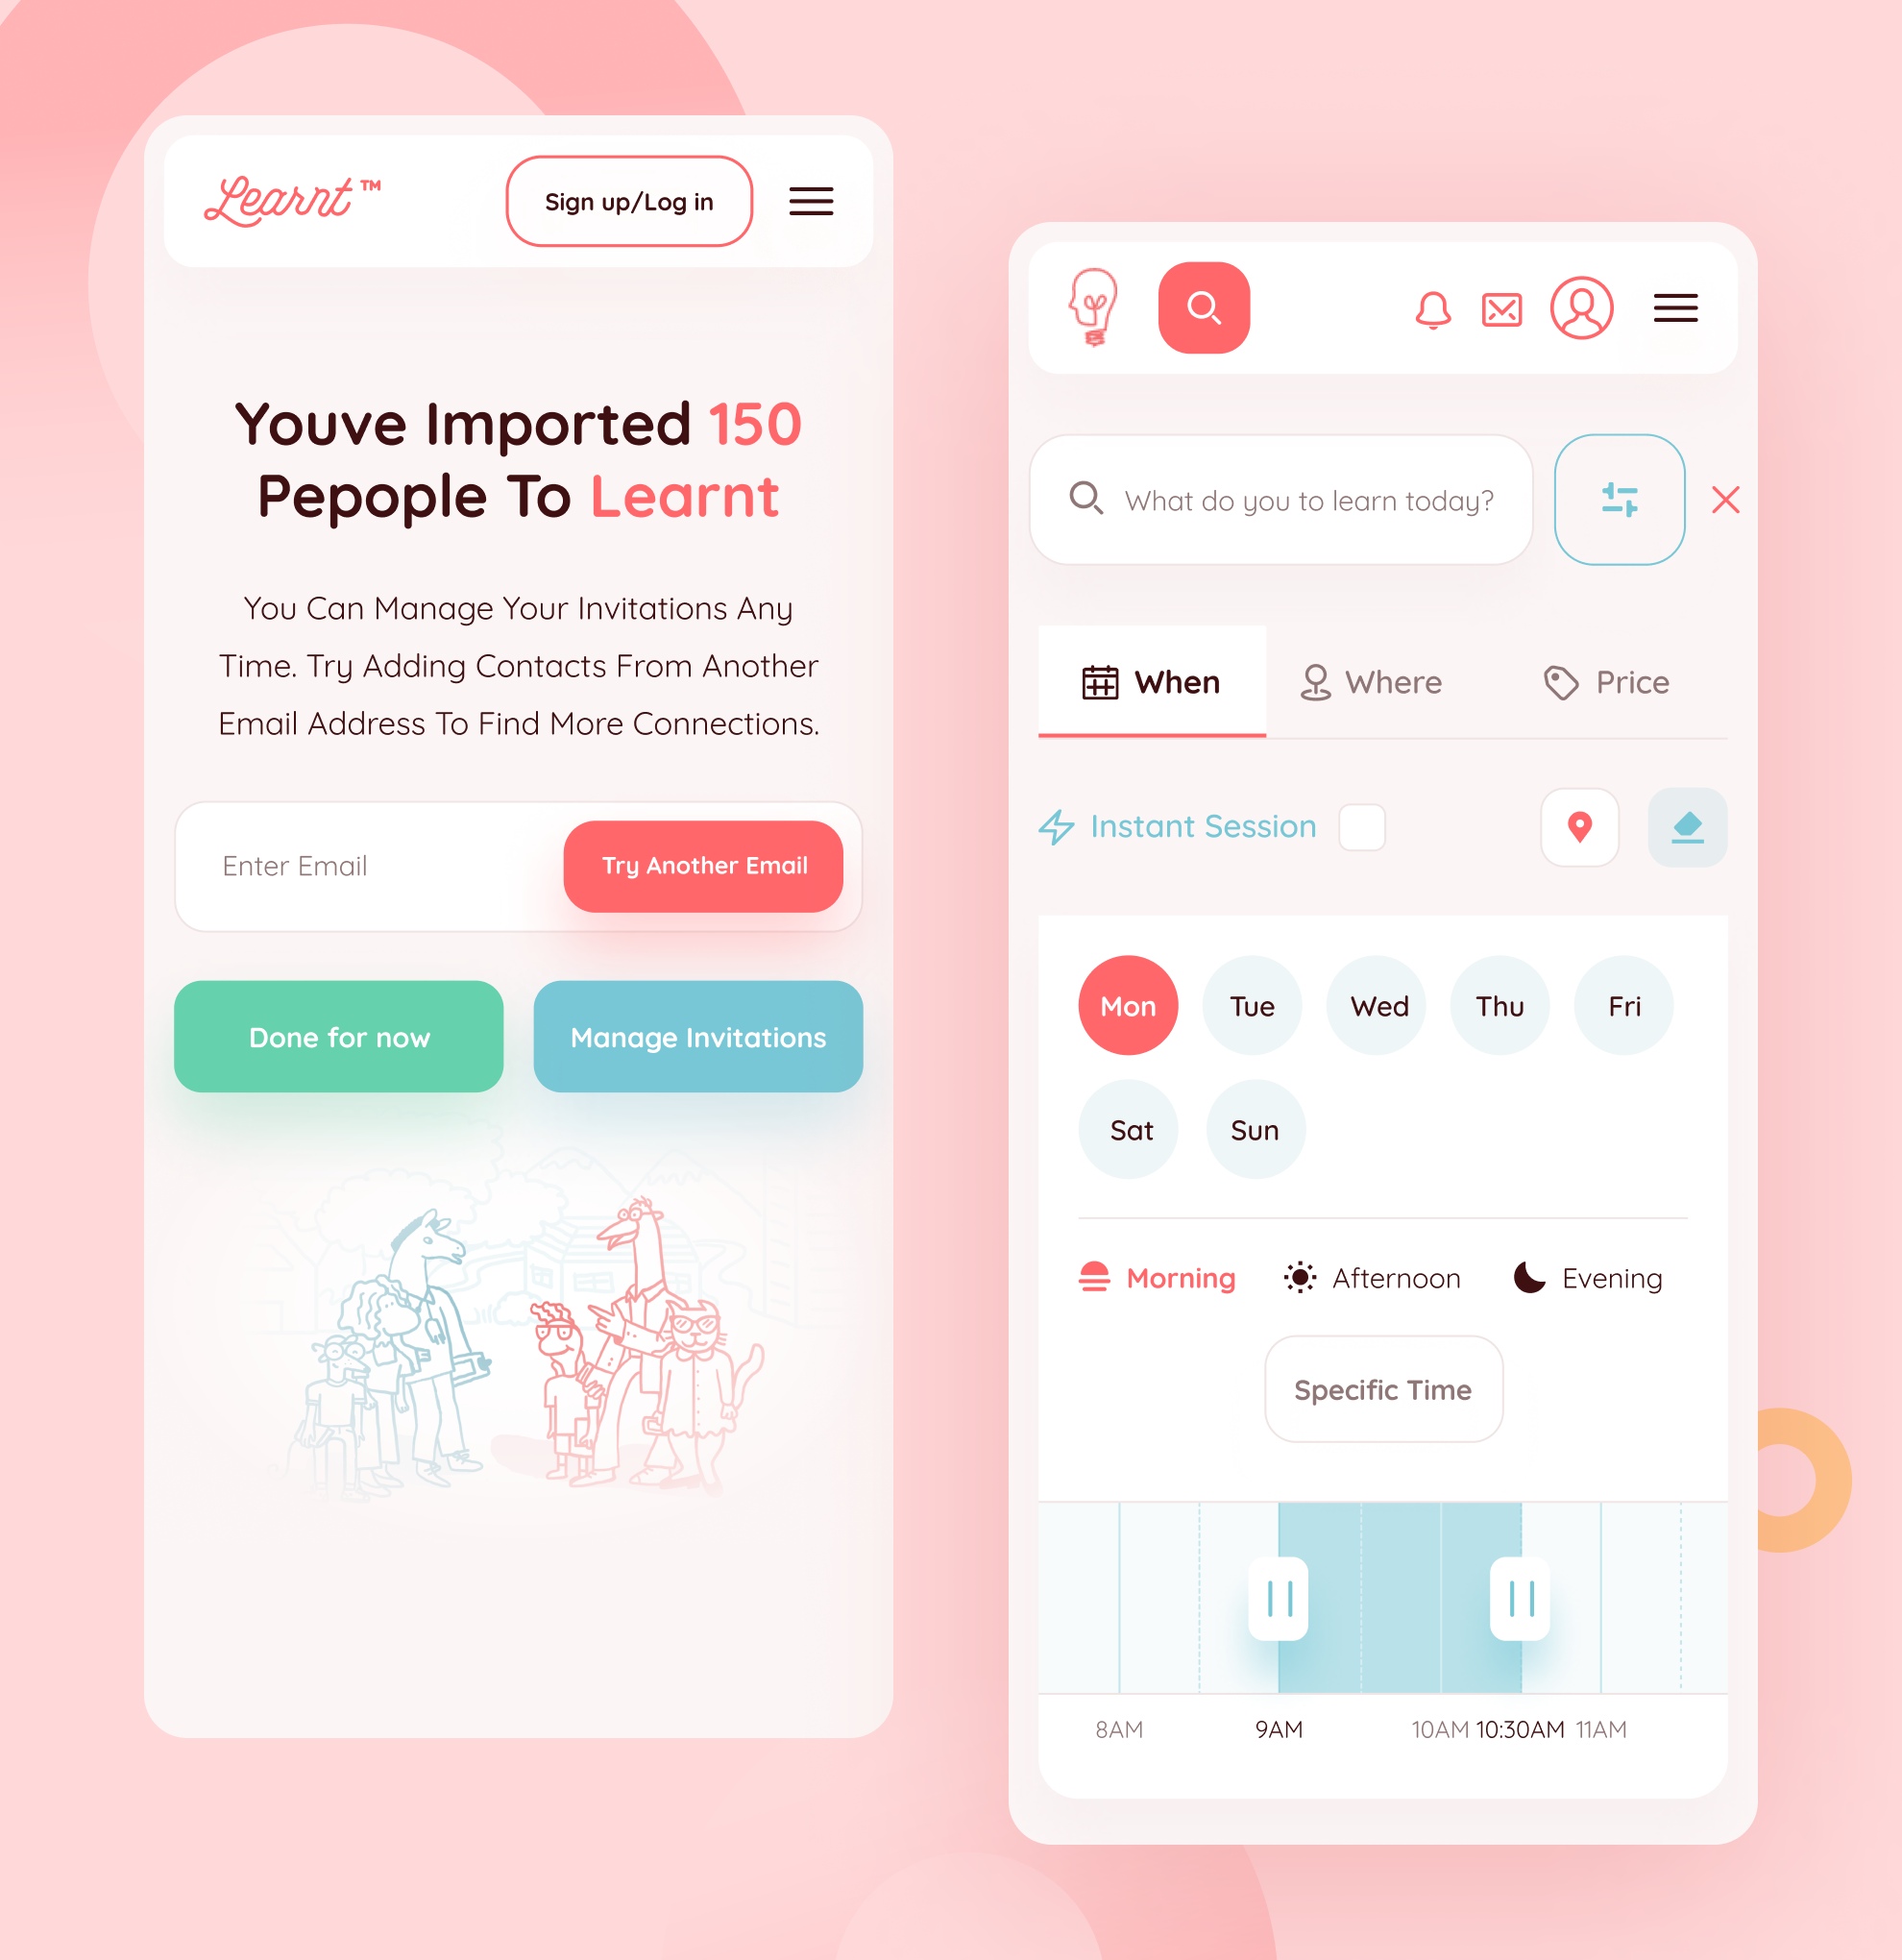 Learnt ™
Sign up/Log in
Youve Imported 150
Pepople To Learnt
You Can Manage Your Invitations Any
Time. Try Adding Contacts From Another
Email Address To Find More Connections.
Enter Email
Try Another Email
Done for now
Manage Invitations
What do you to learn today?
When
Where
Price
Instant Session
Mon Tue Wed Thu Fri
Sat Sun
Morning Afternoon Evening
Specific Time
8AM 9AM 10AM 10:30AM 11AM